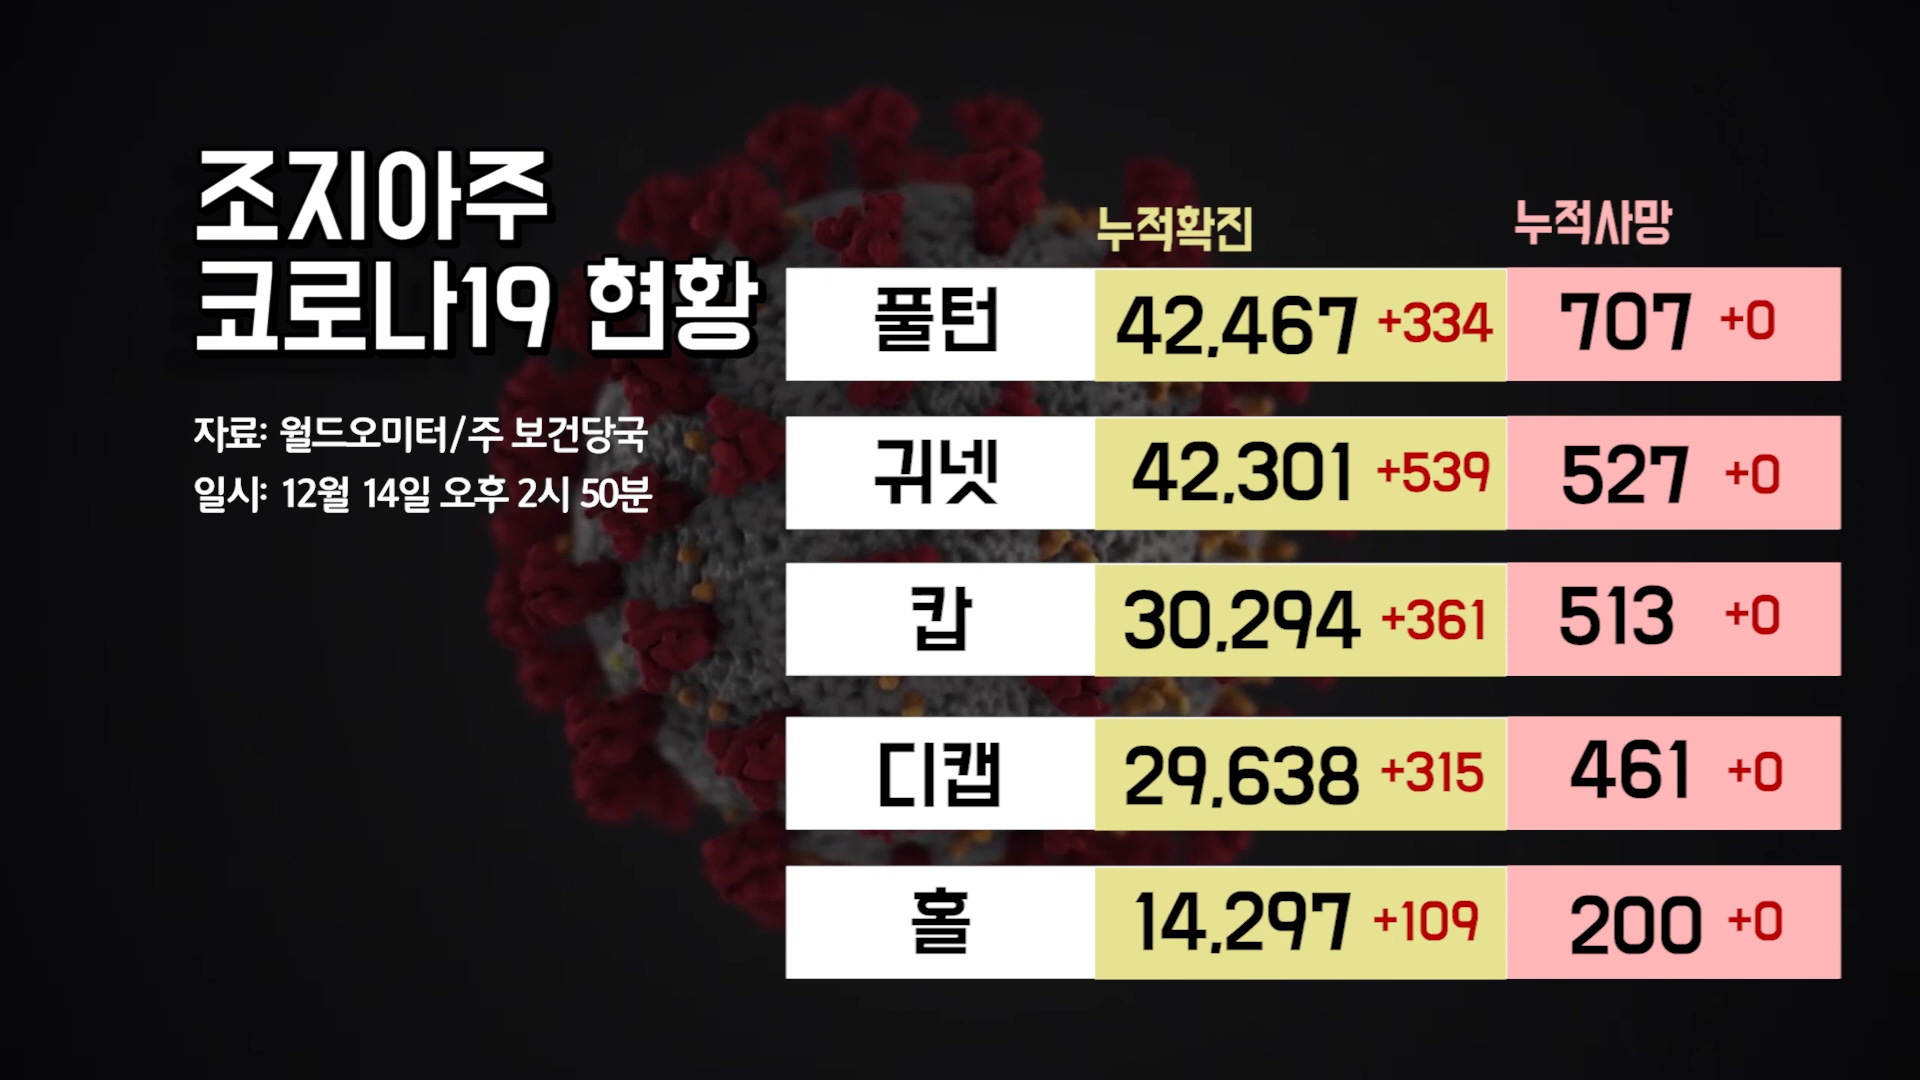 조지아주
코로나19 현황
자료: 월드오미터/주 보건당국
일시: 12월 14일 오후 2시 50분
누적확진 누적사망
풀턴 42,467 +334 707 +0
귀넷 42,301 +539 527 +0
캅 30,294 +361 513 +0
디캡 29,638 +315 461 +0
홀 14,297 +109 200 +0